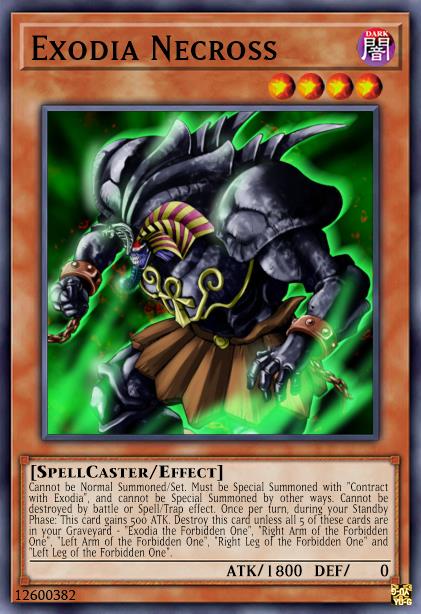 Exodia Necross
DARK
闇
[SpellCaster/Effect]
Cannot be Normal Summoned/Set. Must be Special Summoned with "Contract
with Exodia", and cannot be Special Summoned by other ways. Cannot be
destroyed by battle or Spell/Trap effect. Once per turn, during your Standby
Phase: This card gains 500 ATK. Destroy this card unless all 5 of these cards are
in your Graveyard - "Exodia the Forbidden One", "Right Arm of the Forbidden
One", "Left Arm of the Forbidden One", "Right Leg of the Forbidden One" and
"Left Leg of the Forbidden One".
ATK/1800 DEF/ 0
12600382